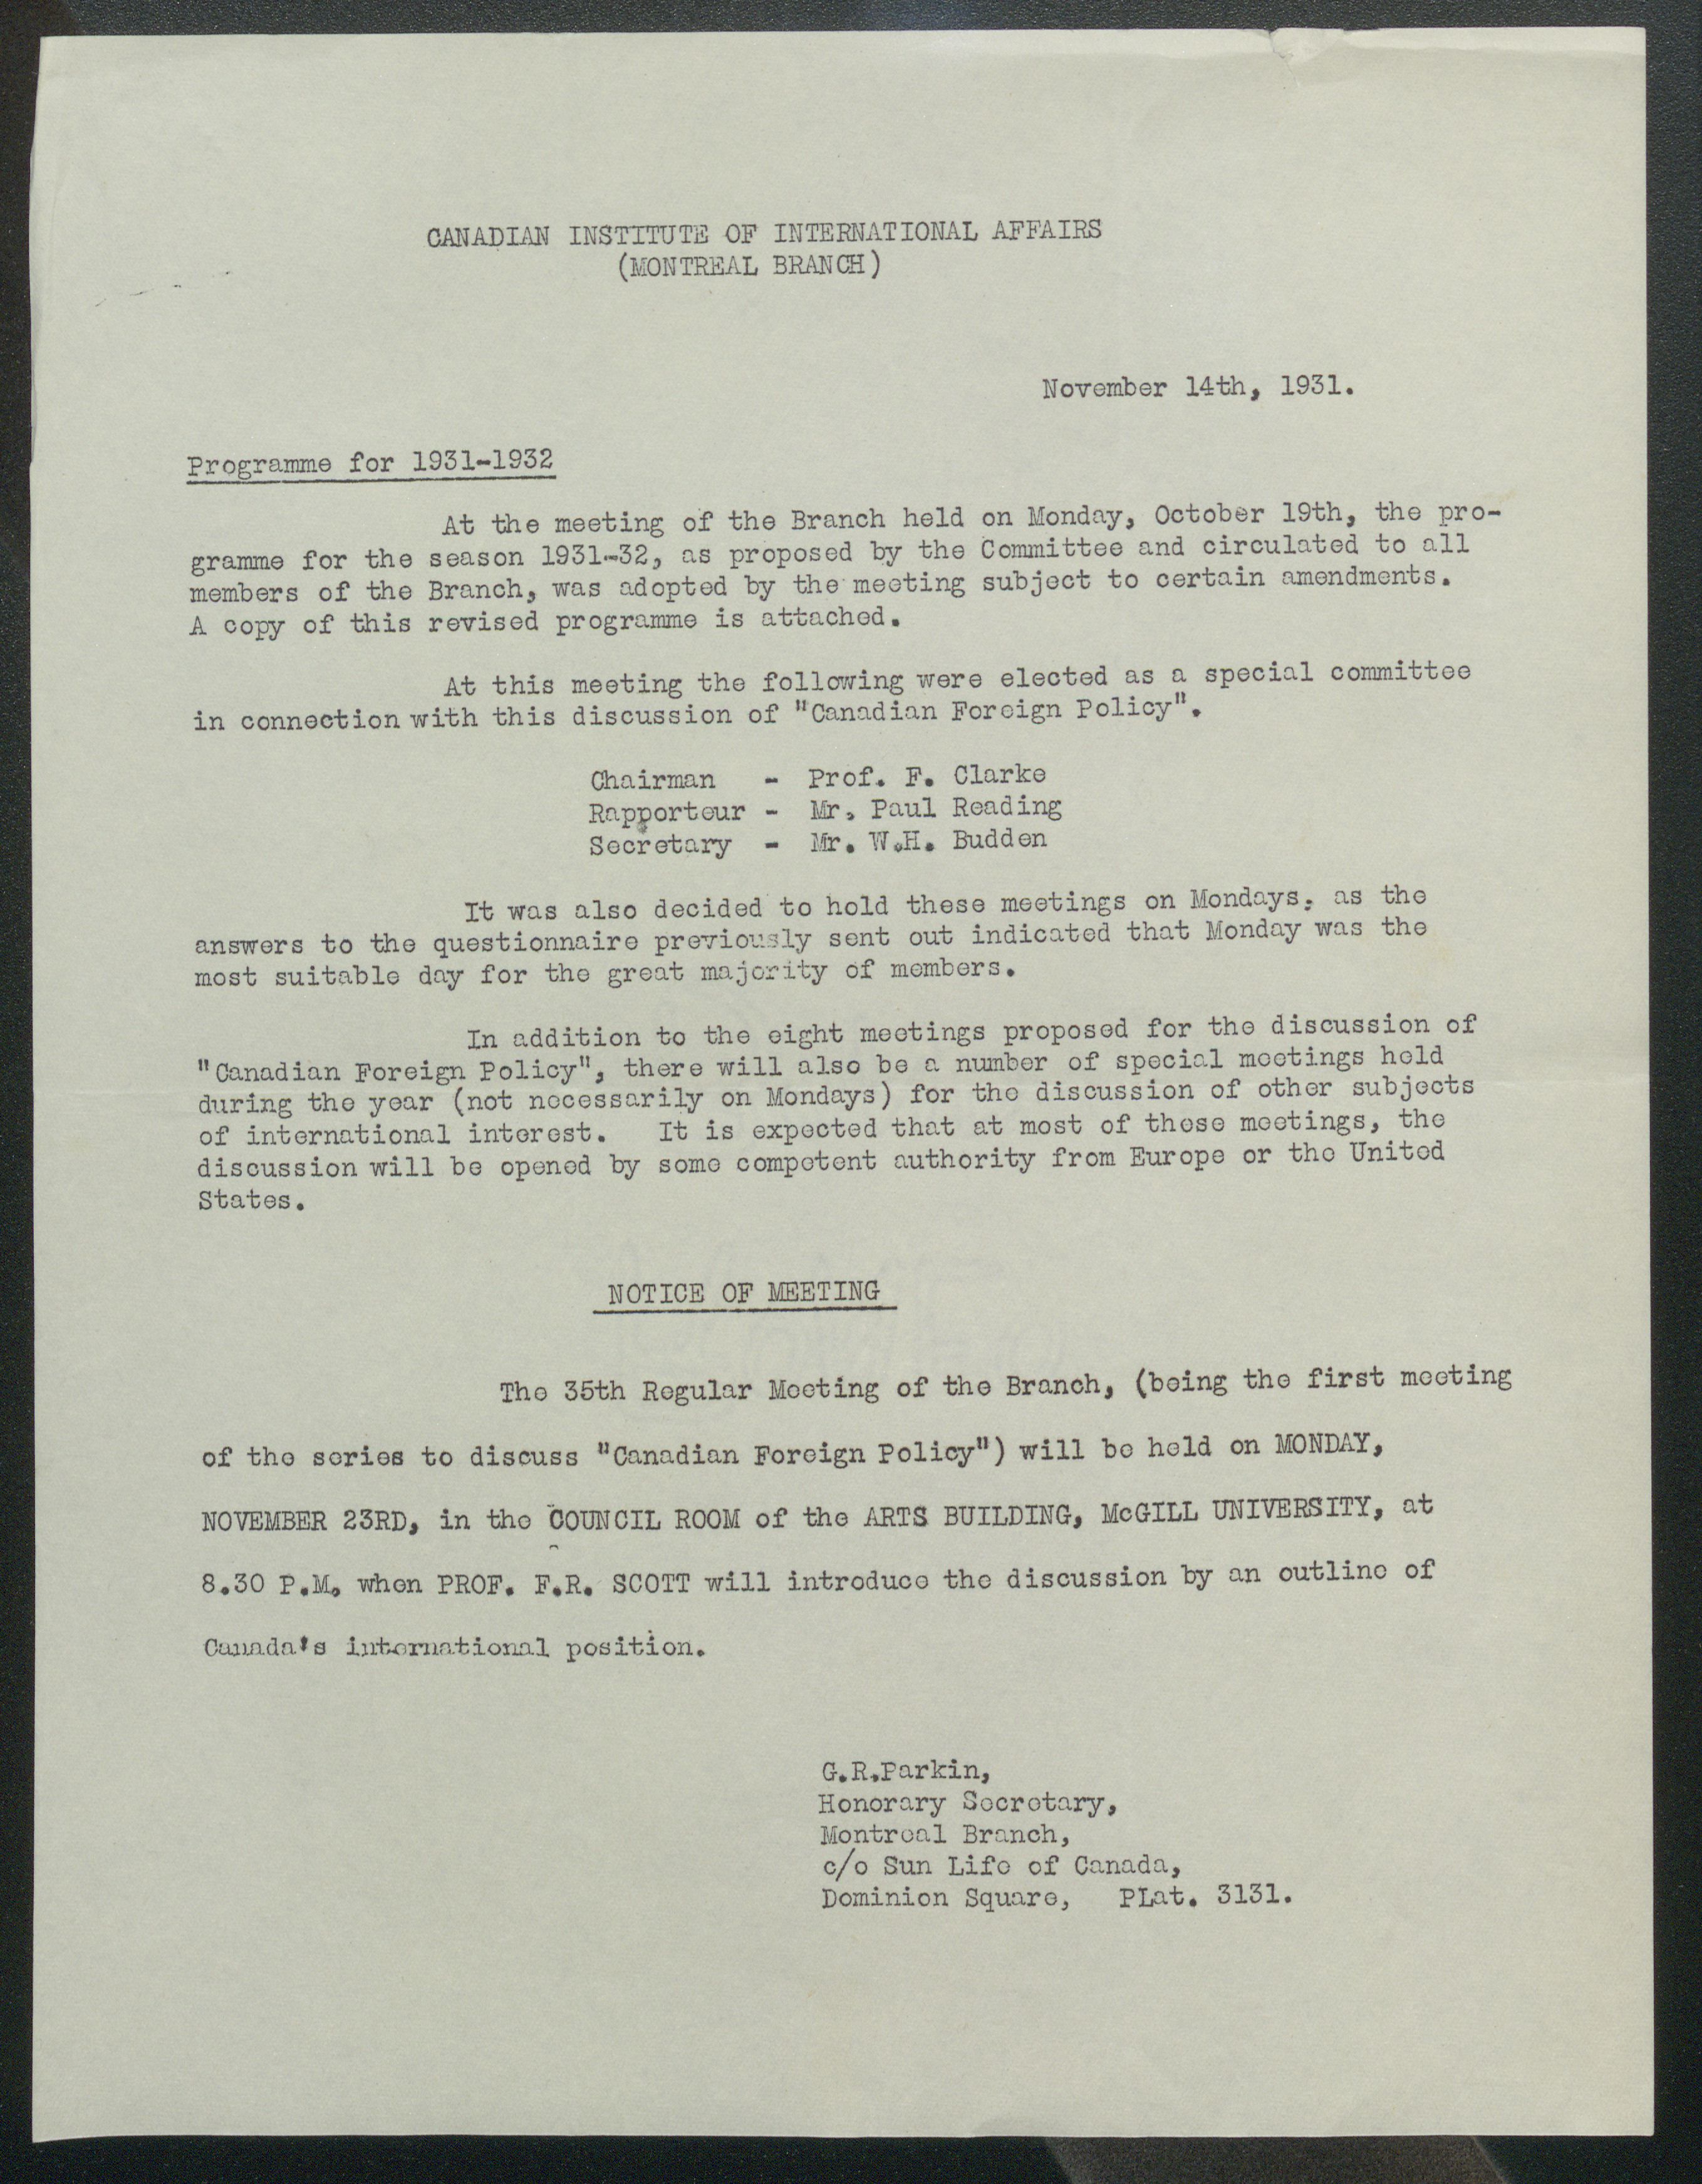 CANADIAN INSTITUTE OF INTERNATIONAL AFFAIRS
(MONTREAL BRANCH)
November 14th, 1931.
Programme for 1931-1932
At the meeting of the Branch held on Monday, October 19th, the pro-
gramme for the season 1931-32, as proposed by the Committee and circulated to all
members of the Branch, was adopted by the meeting subject to certain amendments.
A copy of this revised programme is attached.
At this meeting the following were elected as a special committee
in connection with this discussion of "Canadian Foreign Policy".
Chairman - Prof. F. Clarke
Rapporteur - Mr. Paul Reading
Secretary - Mr. W.H. Budden
It was also decided to hold these meetings on Mondays, as the
answers to the questionnaire previously sent out indicated that Monday was the
most suitable day for the great majority of members.
In addition to the eight meetings proposed for the discussion of
"Canadian Foreign Policy", there will also be a number of special meetings held
during the year (not necessarily on Mondays) for the discussion of other subjects
of international interest. It is expected that at most of these meetings, the
discussion will be opened by some competent authority from Europe or the United
States.
NOTICE OF MEETING
The 35th Regular Meeting of the Branch, (being the first meeting
of the series to discuss "Canadian Foreign Policy") will be held on MONDAY,
NOVEMBER 23RD, in the COUNCIL ROOM of the ARTS BUILDING, McGILL UNIVERSITY, at
8.30 P.M. when PROF. F.R. SCOTT will introduce the discussion by an outline of
Canada's international position.
G.R.Parkin,
Honorary Secretary,
Montreal Branch,
c/o Sun Life of Canada,
Dominion Square, PLat. 3131.